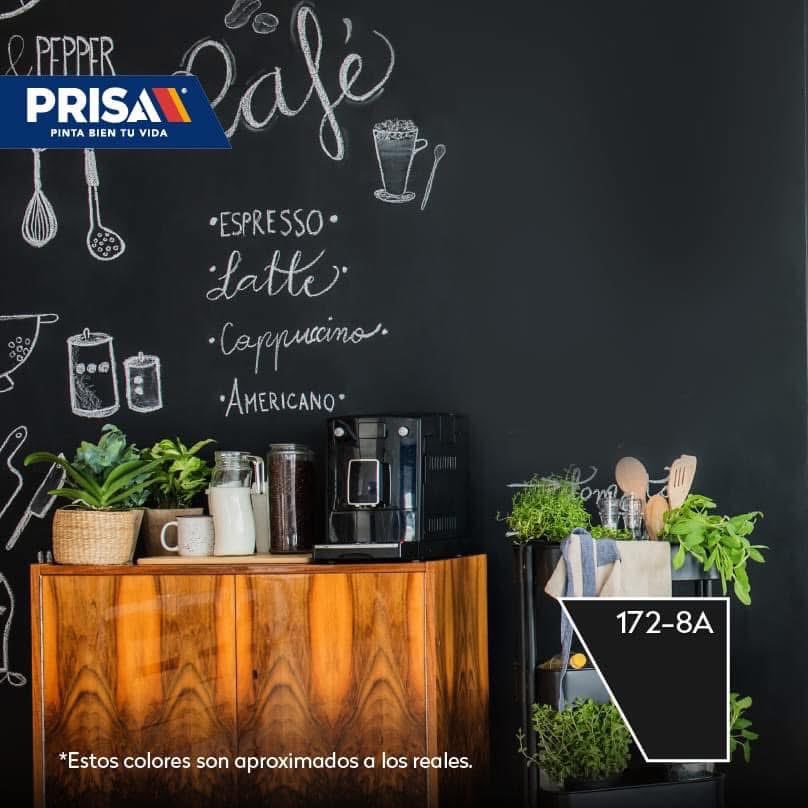 & PEPPER
Café
PRISA®
PINTA BIEN TU VIDA
•ESPRESSO•
•Latte•
•Cappuccino•
•AMERICANO•
172-8A
*Estos colores son aproximados a los reales.